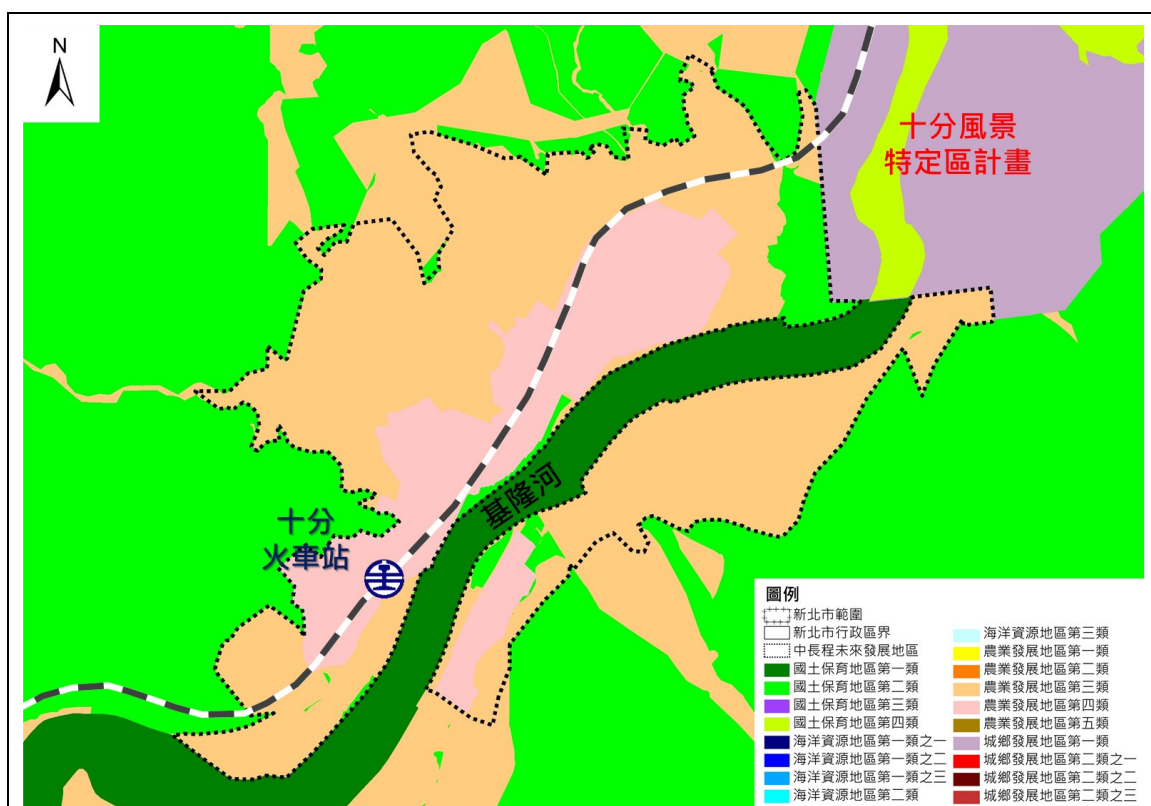 N
十分風景
特定區計畫
基隆河
十分
火車站
圖例
新北市範圍
新北市行政區界
中長程未來發展地區
國土保育地區第一類
國土保育地區第二類
國土保育地區第三類
國土保育地區第四類
海洋資源地區第一類之一
海洋資源地區第一類之二
海洋資源地區第一類之三
海洋資源地區第二類
海洋資源地區第三類
農業發展地區第一類
農業發展地區第二類
農業發展地區第三類
農業發展地區第四類
農業發展地區第五類
城鄉發展地區第一類
城鄉發展地區第二類之一
城鄉發展地區第二類之二
城鄉發展地區第二類之三